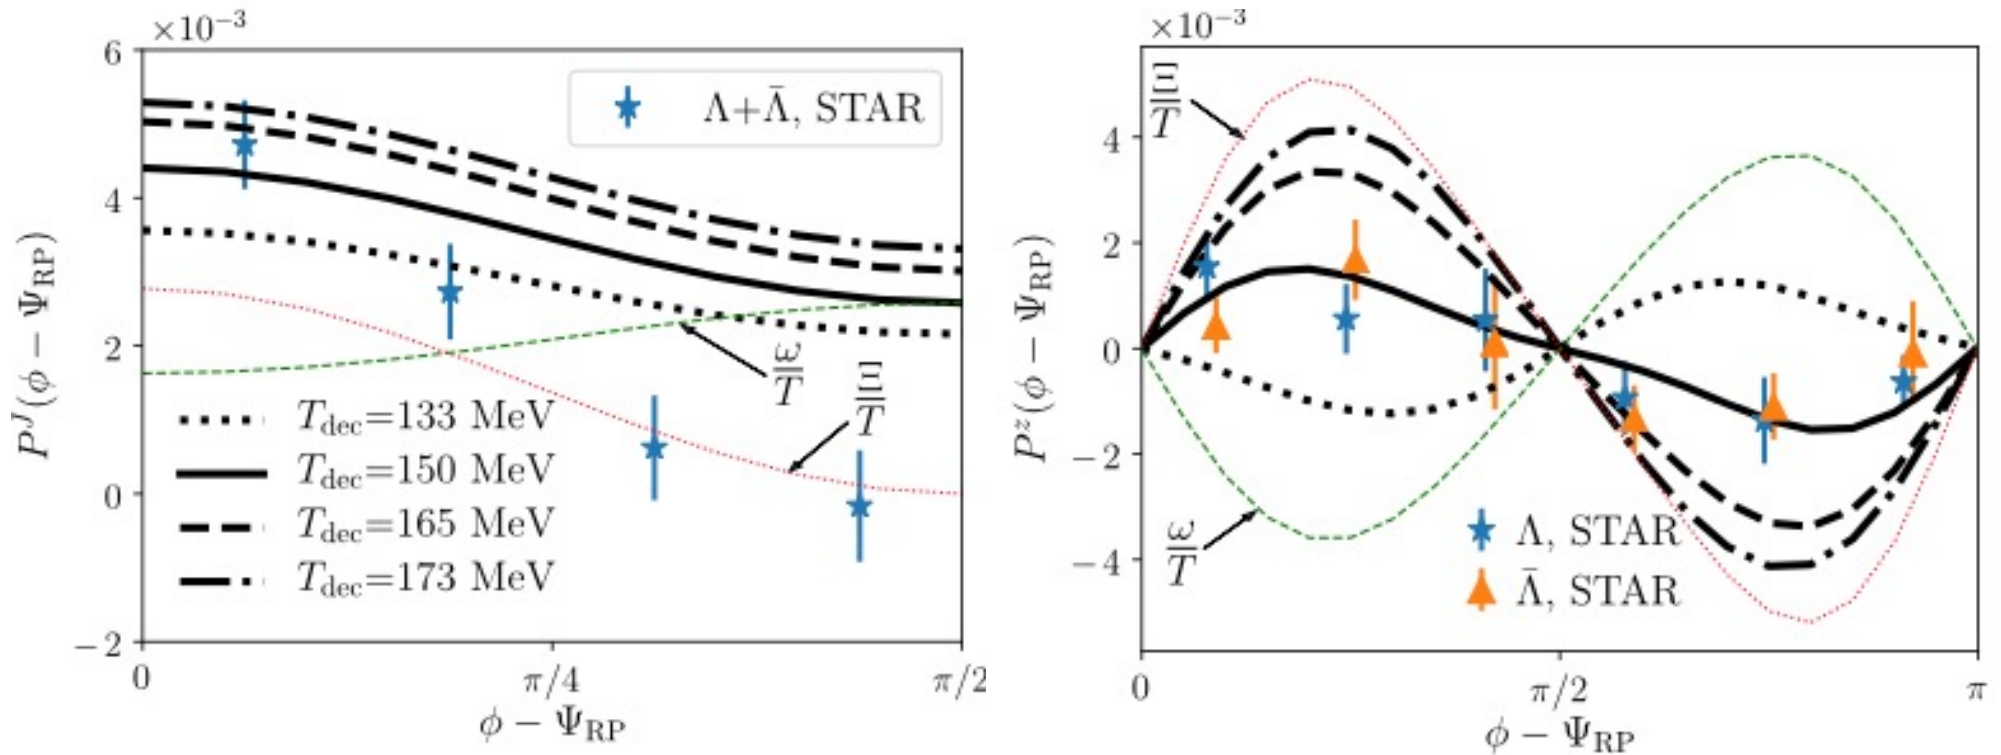 ×10⁻³
6
4
2
0
−2
P^J(ϕ − Ψ_RP)
Λ+Λ̄, STAR
ω/T
Ξ/T
T_dec=133 MeV
T_dec=150 MeV
T_dec=165 MeV
T_dec=173 MeV
0
π/4
π/2
ϕ − Ψ_RP
×10⁻³
4
2
0
−2
−4
P^z(ϕ − Ψ_RP)
Ξ/T
ω/T
Λ, STAR
Λ̄, STAR
0
π/2
π
ϕ − Ψ_RP